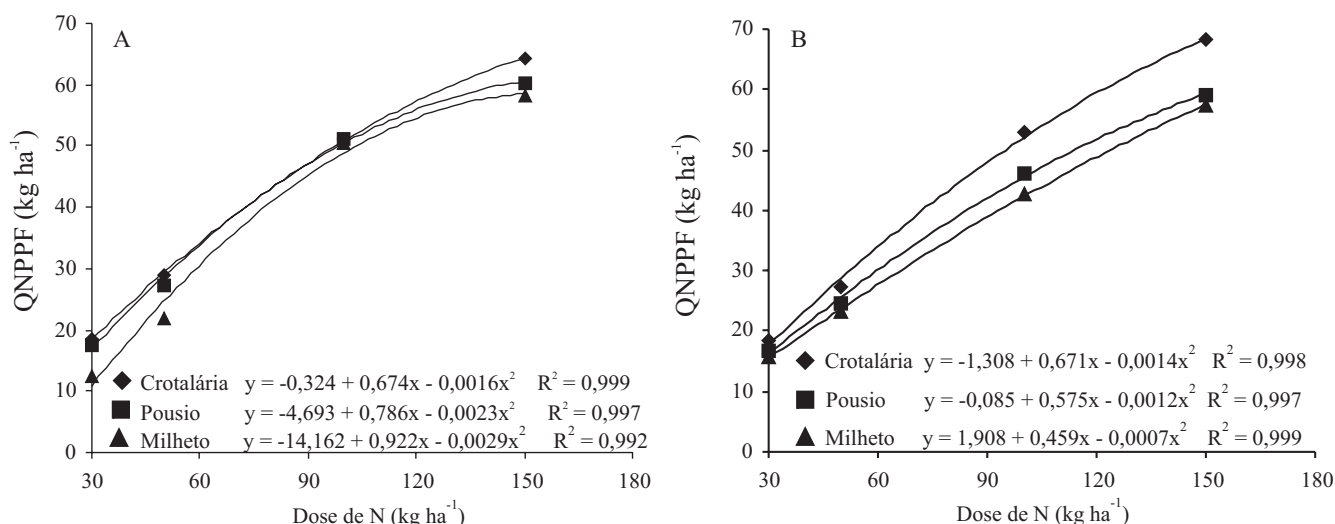 A
QNPPF (kg ha-1)
70
60
50
40
30
20
10
0
Crotalária y = -0,324 + 0,674x - 0,0016x² R² = 0,999
Pousio y = -4,693 + 0,786x - 0,0023x² R² = 0,997
Milheto y = -14,162 + 0,922x - 0,0029x² R² = 0,992
30 60 90 120 150 180
Dose de N (kg ha-1)
B
QNPPF (kg ha-1)
70
60
50
40
30
20
10
0
Crotalária y = -1,308 + 0,671x - 0,0014x² R² = 0,998
Pousio y = -0,085 + 0,575x - 0,0012x² R² = 0,997
Milheto y = 1,908 + 0,459x - 0,0007x² R² = 0,999
30 60 90 120 150 180
Dose de N (kg ha-1)